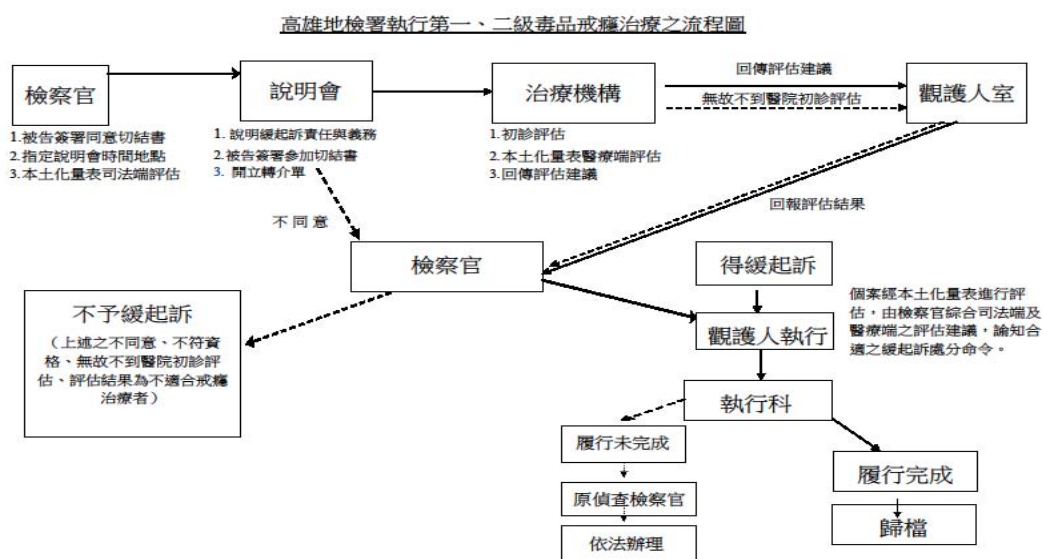 高雄地檢署執行第一、二級毒品戒癮治療之流程圖
檢察官
1.被告簽署同意切結書
2.指定說明會時間地點
3.本土化量表司法端評估
說明會
1. 說明緩起訴責任與義務
2.被告簽署參加切結書
3. 開立轉介單
治療機構
1.初診評估
2.本土化量表醫療端評估
3.回傳評估建議
回傳評估建議
無故不到醫院初診評估
觀護人室
不同意
回報評估結果
檢察官
得緩起訴
不予緩起訴
（上述之不同意、不符資
格、無故不到醫院初診評
估、評估結果為不適合戒癮
治療者）
觀護人執行
個案經本土化量表進行評
估，由檢察官綜合司法端及
醫療端之評估建議，諭知合
適之緩起訴處分命令。
執行科
履行未完成
原偵查檢察官
依法辦理
履行完成
歸檔